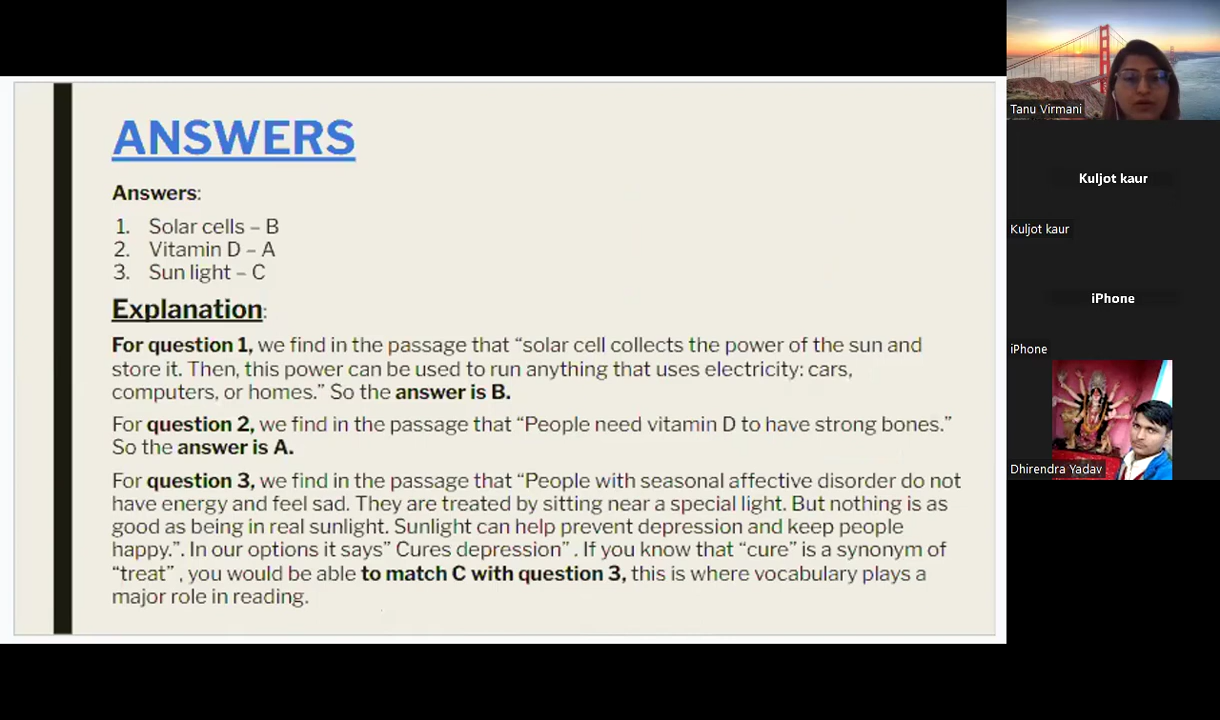 ANSWERS
Answers:
1. Solar cells – B
2. Vitamin D – A
3. Sun light – C
Explanation:
For question 1, we find in the passage that “solar cell collects the power of the sun and
store it. Then, this power can be used to run anything that uses electricity: cars,
computers, or homes.” So the answer is B.
For question 2, we find in the passage that “People need vitamin D to have strong bones.”
So the answer is A.
For question 3, we find in the passage that “People with seasonal affective disorder do not
have energy and feel sad. They are treated by sitting near a special light. But nothing is as
good as being in real sunlight. Sunlight can help prevent depression and keep people
happy.”. In our options it says” Cures depression” . If you know that “cure” is a synonym of
“treat” , you would be able to match C with question 3, this is where vocabulary plays a
major role in reading.
Tanu Virmani
Kuljot kaur
Kuljot kaur
iPhone
iPhone
Dhirendra Yadav